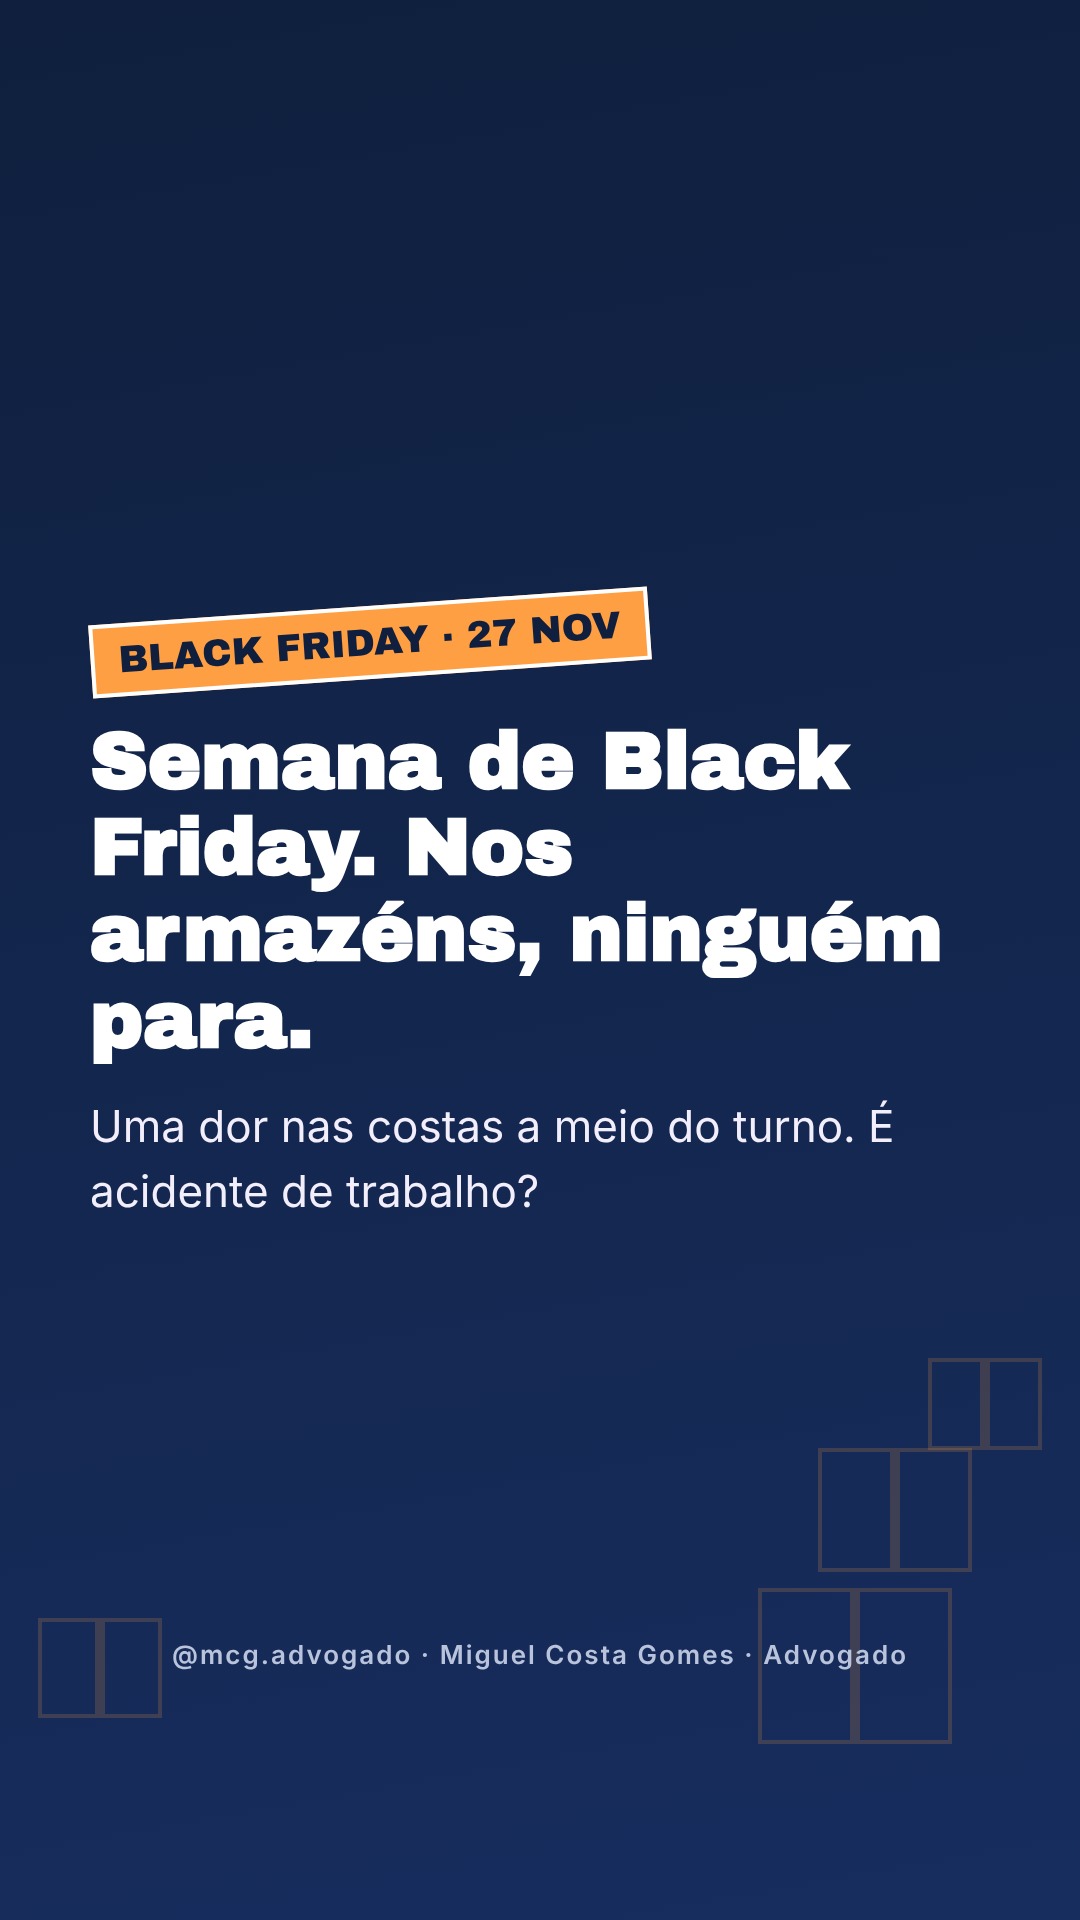 BLACK FRIDAY · 27 NOV
Semana de Black
Friday. Nos
armazéns, ninguém
para.
Uma dor nas costas a meio do turno. É
acidente de trabalho?
@mcg.advogado · Miguel Costa Gomes · Advogado